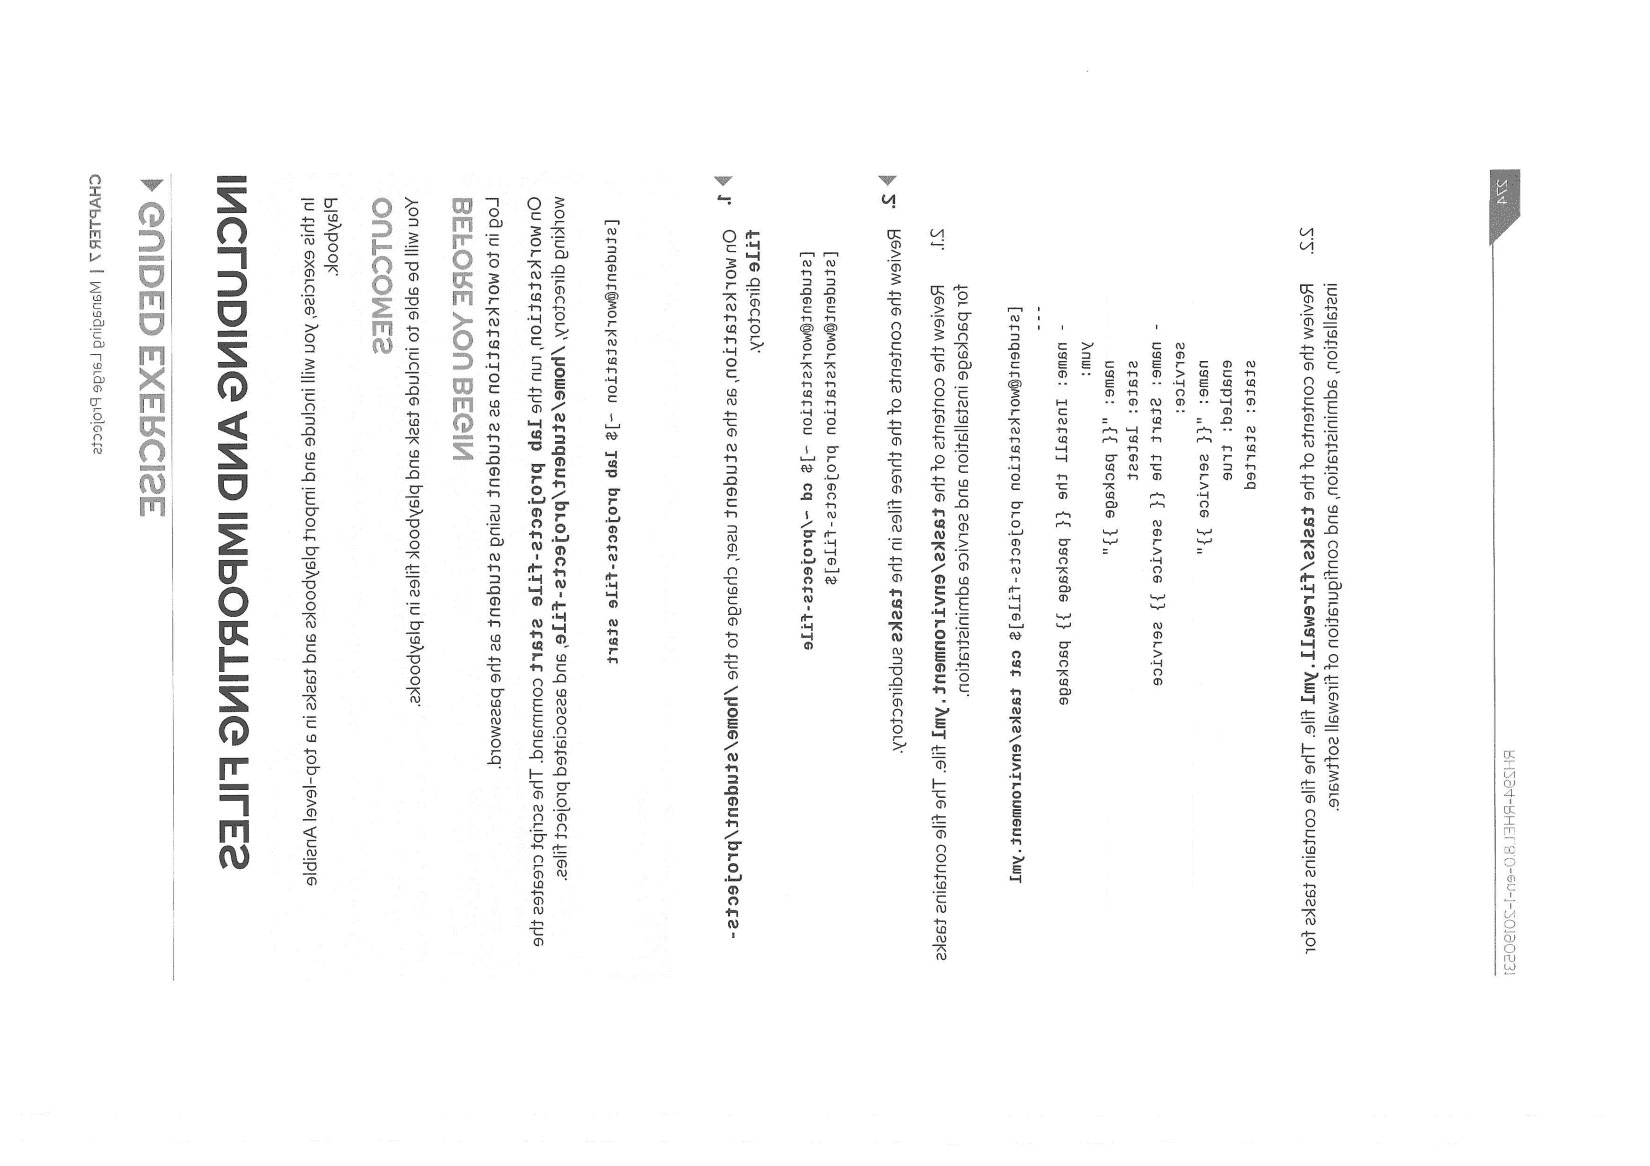 CHAPTER 7 | Managing Large Projects
▶ GUIDED EXERCISE
INCLUDING AND IMPORTING FILES
In this exercise, you will include and import playbooks and tasks in a top-level Ansible
Playbook.
OUTCOMES
You will be able to include task and playbook files in playbooks.
BEFORE YOU BEGIN
Log in to workstation as student using student as the password.
On workstation, run the lab projects-file start command. The script creates the
working directory, /home/student/projects-file, and associated project files.
[student@workstation ~]$ lab projects-file start
▶ 1. On workstation, as the student user, change to the /home/student/projects-
file directory.
[student@workstation ~]$ cd ~/projects-file
[student@workstation projects-file]$
▶ 2. Review the contents of the three files in the tasks subdirectory.
2.1. Review the contents of the tasks/environment.yml file. The file contains tasks
for package installation and service administration.
[student@workstation projects-file]$ cat tasks/environment.yml
---
- name: Install the {{ package }} package
yum:
name: "{{ package }}"
state: latest
- name: Start the {{ service }} service
service:
name: "{{ service }}"
enabled: true
state: started
2.2. Review the contents of the tasks/firewall.yml file. The file contains tasks for
installation, administration, and configuration of firewall software.
274
RH294-RHEL8.0-en-1-20190531